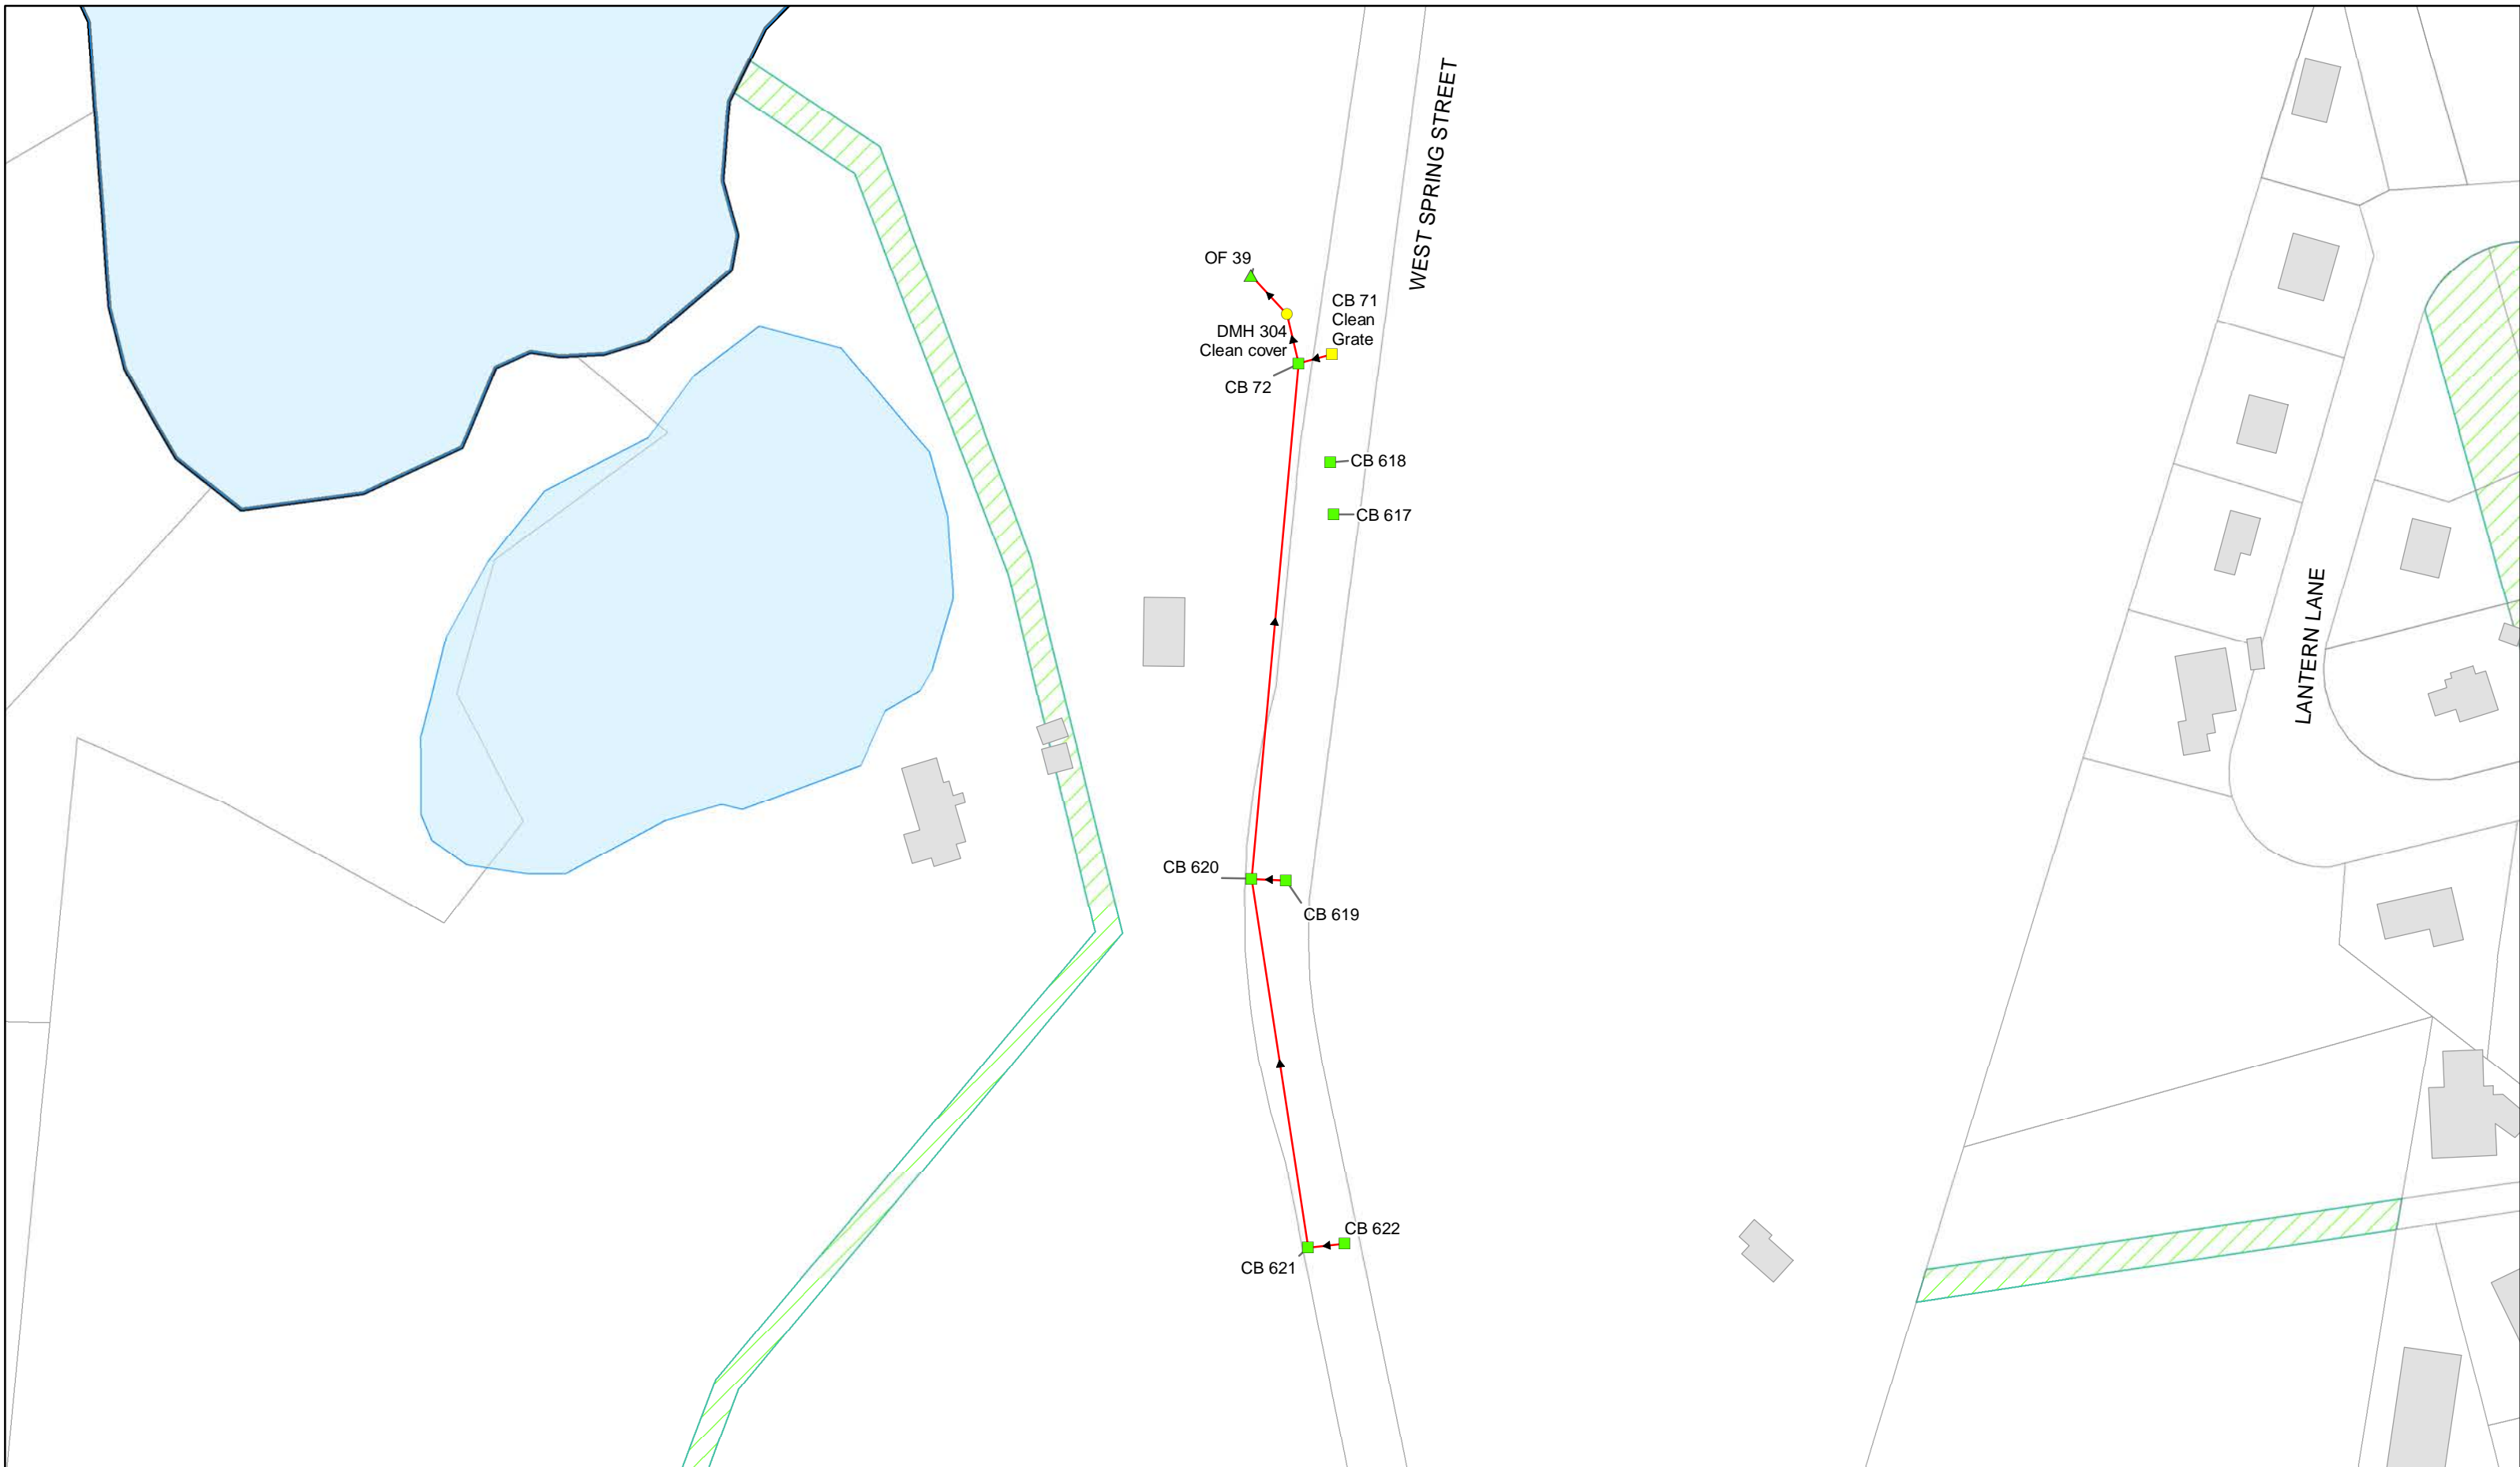 WEST SPRING STREET
OF 39
CB 71
Clean
Grate
DMH 304
Clean cover
CB 72
CB 618
CB 617
LANTERN LANE
CB 620
CB 619
CB 622
CB 621